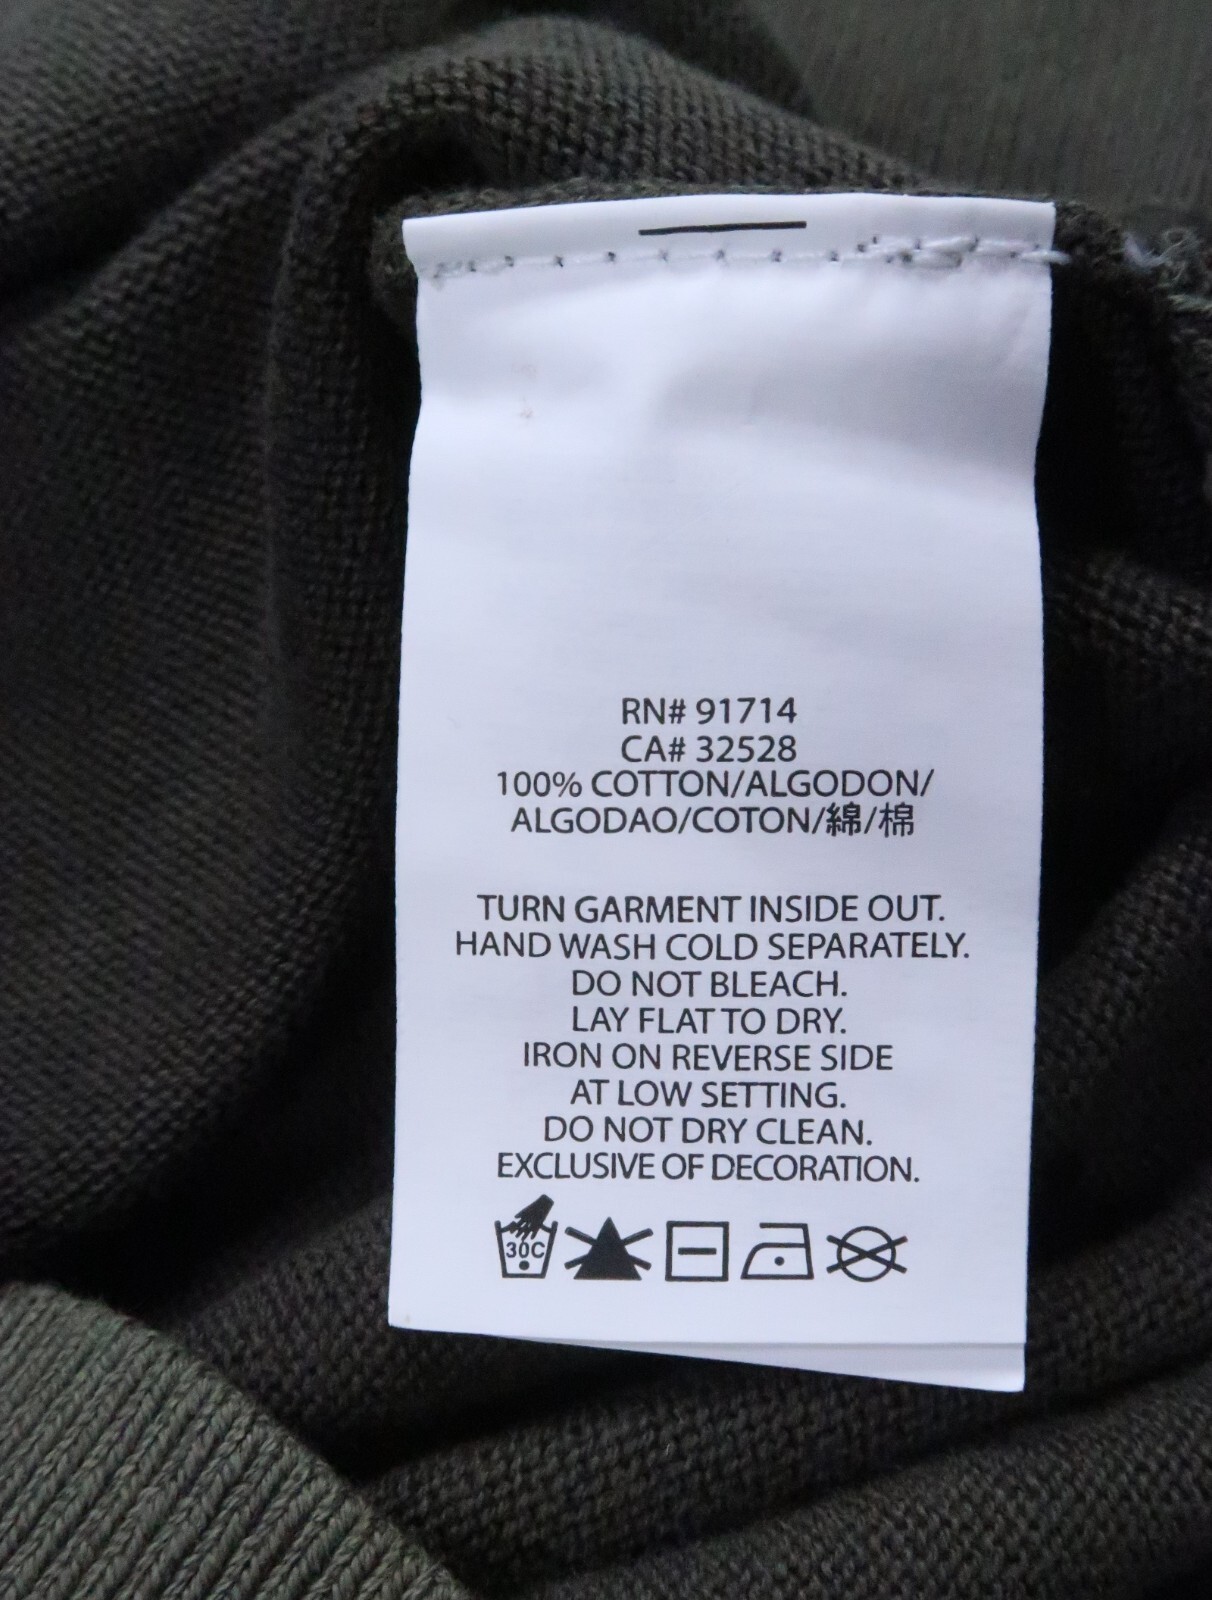 RN# 91714
CA# 32528
100% COTTON/ALGODON/
ALGODAO/COTON/綿/棉
TURN GARMENT INSIDE OUT.
HAND WASH COLD SEPARATELY.
DO NOT BLEACH.
LAY FLAT TO DRY.
IRON ON REVERSE SIDE
AT LOW SETTING.
DO NOT DRY CLEAN.
EXCLUSIVE OF DECORATION.
30C